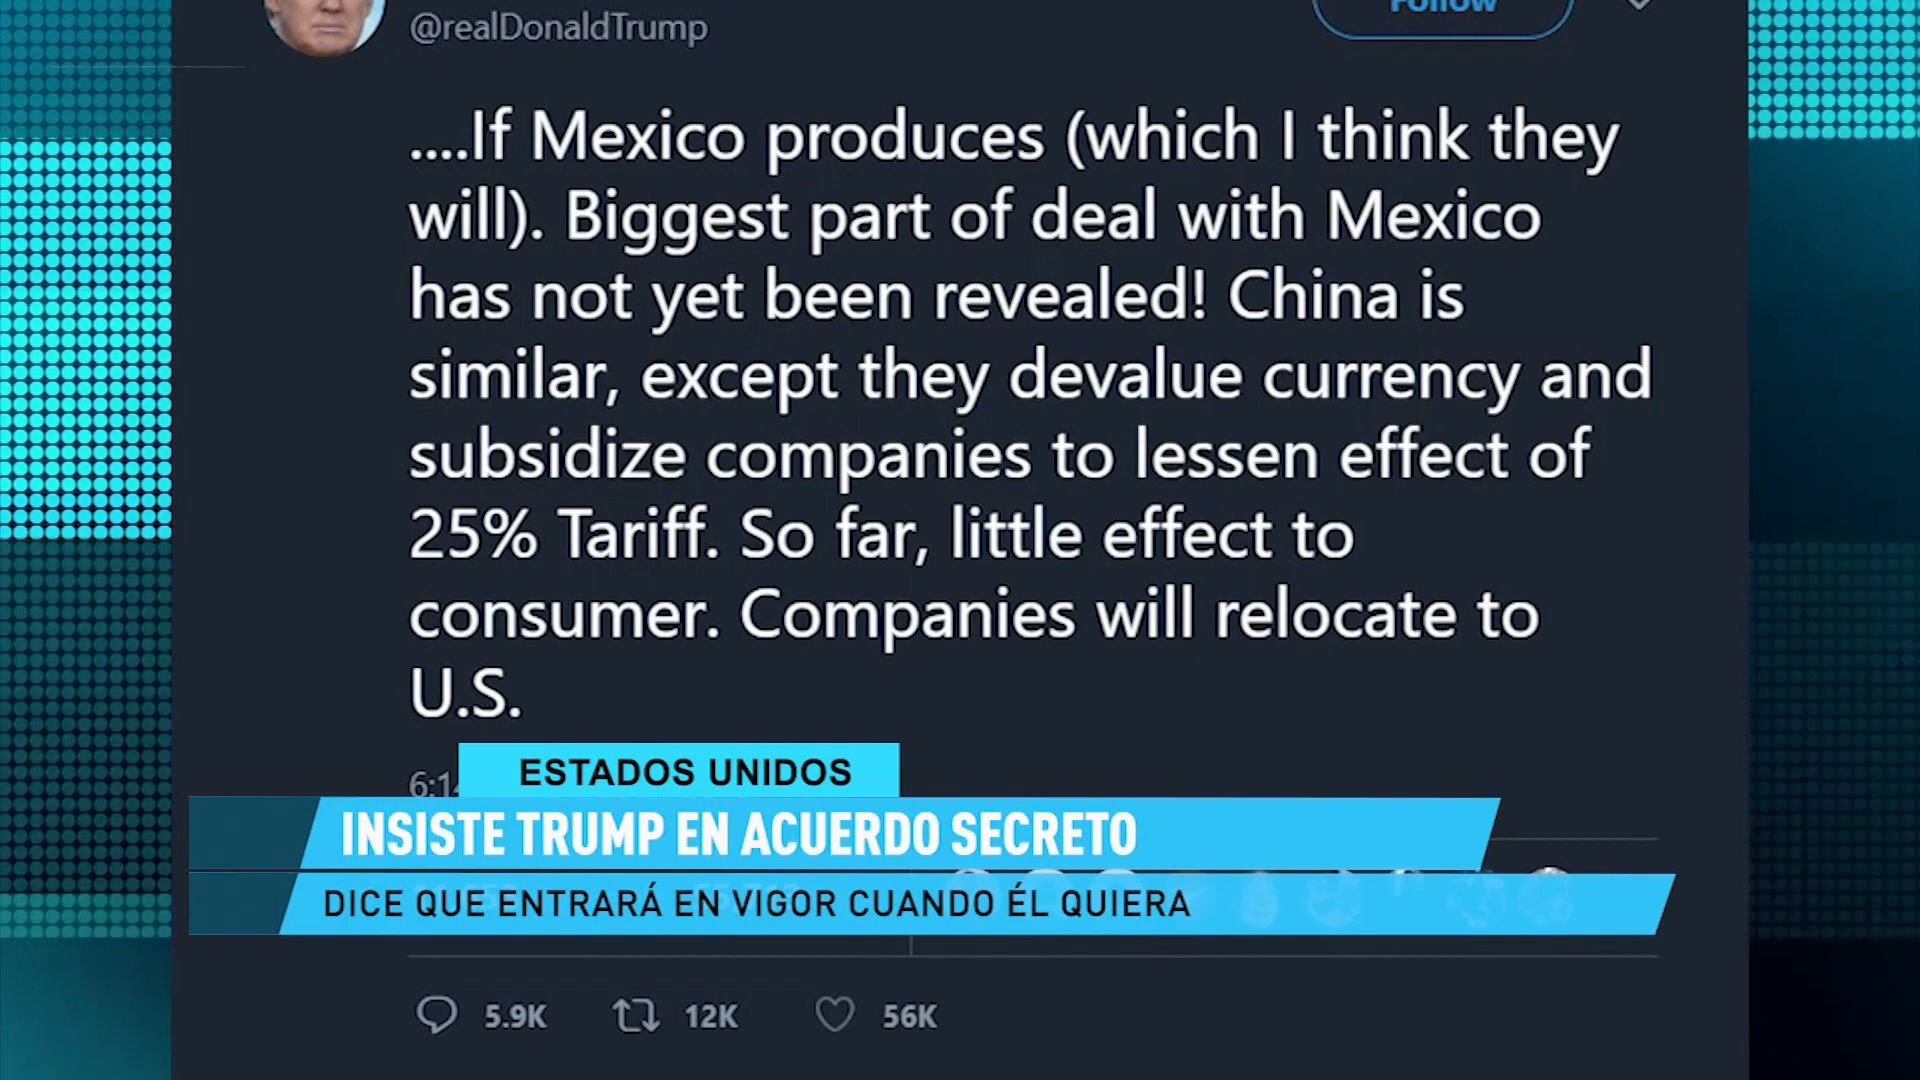 @realDonaldTrump
Follow
....If Mexico produces (which I think they
will). Biggest part of deal with Mexico
has not yet been revealed! China is
similar, except they devalue currency and
subsidize companies to lessen effect of
25% Tariff. So far, little effect to
consumer. Companies will relocate to
U.S.
ESTADOS UNIDOS
INSISTE TRUMP EN ACUERDO SECRETO
DICE QUE ENTRARÁ EN VIGOR CUANDO ÉL QUIERA
5.9K 12K 56K